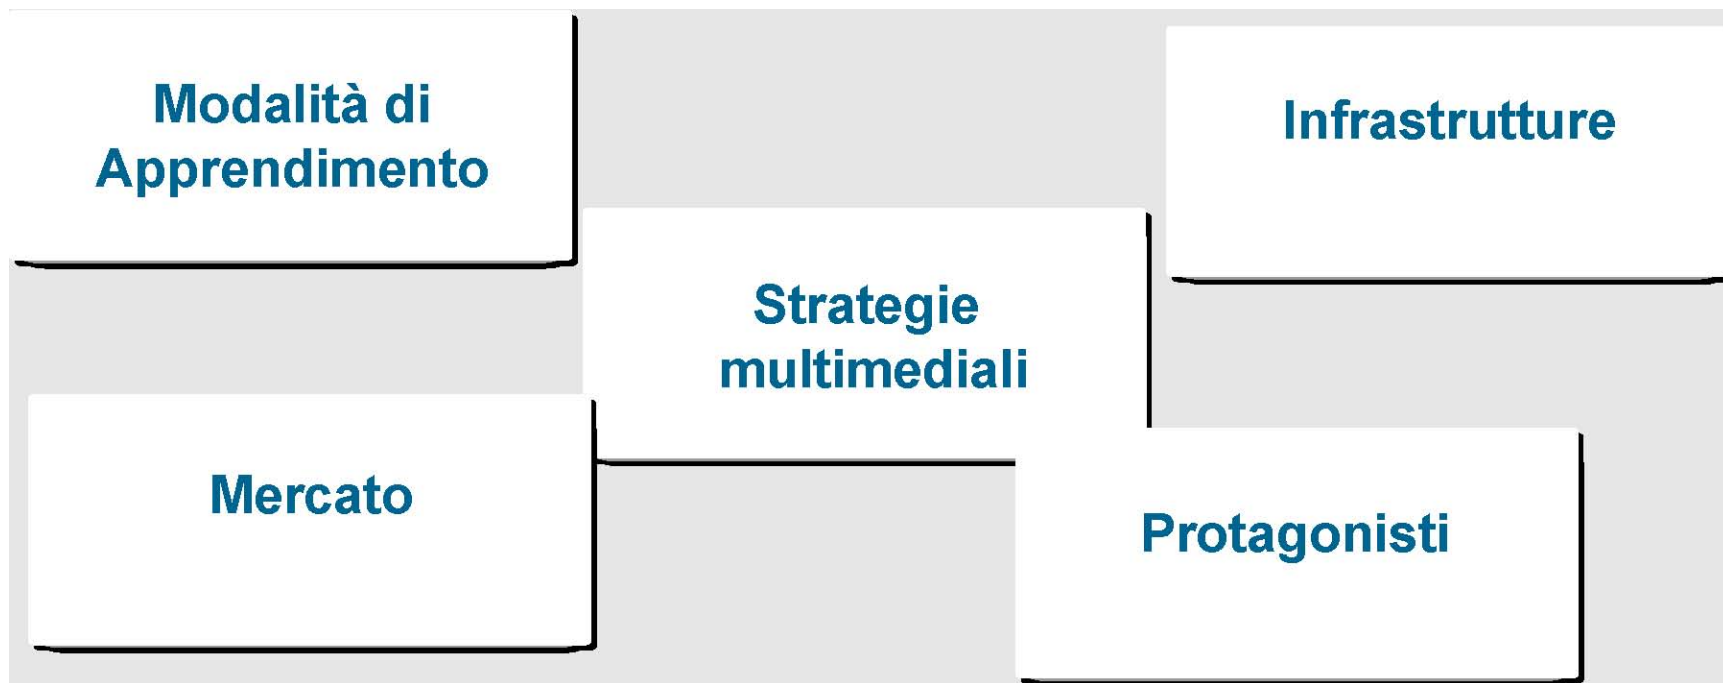 Modalità di
Apprendimento
Infrastrutture
Strategie
multimediali
Mercato
Protagonisti